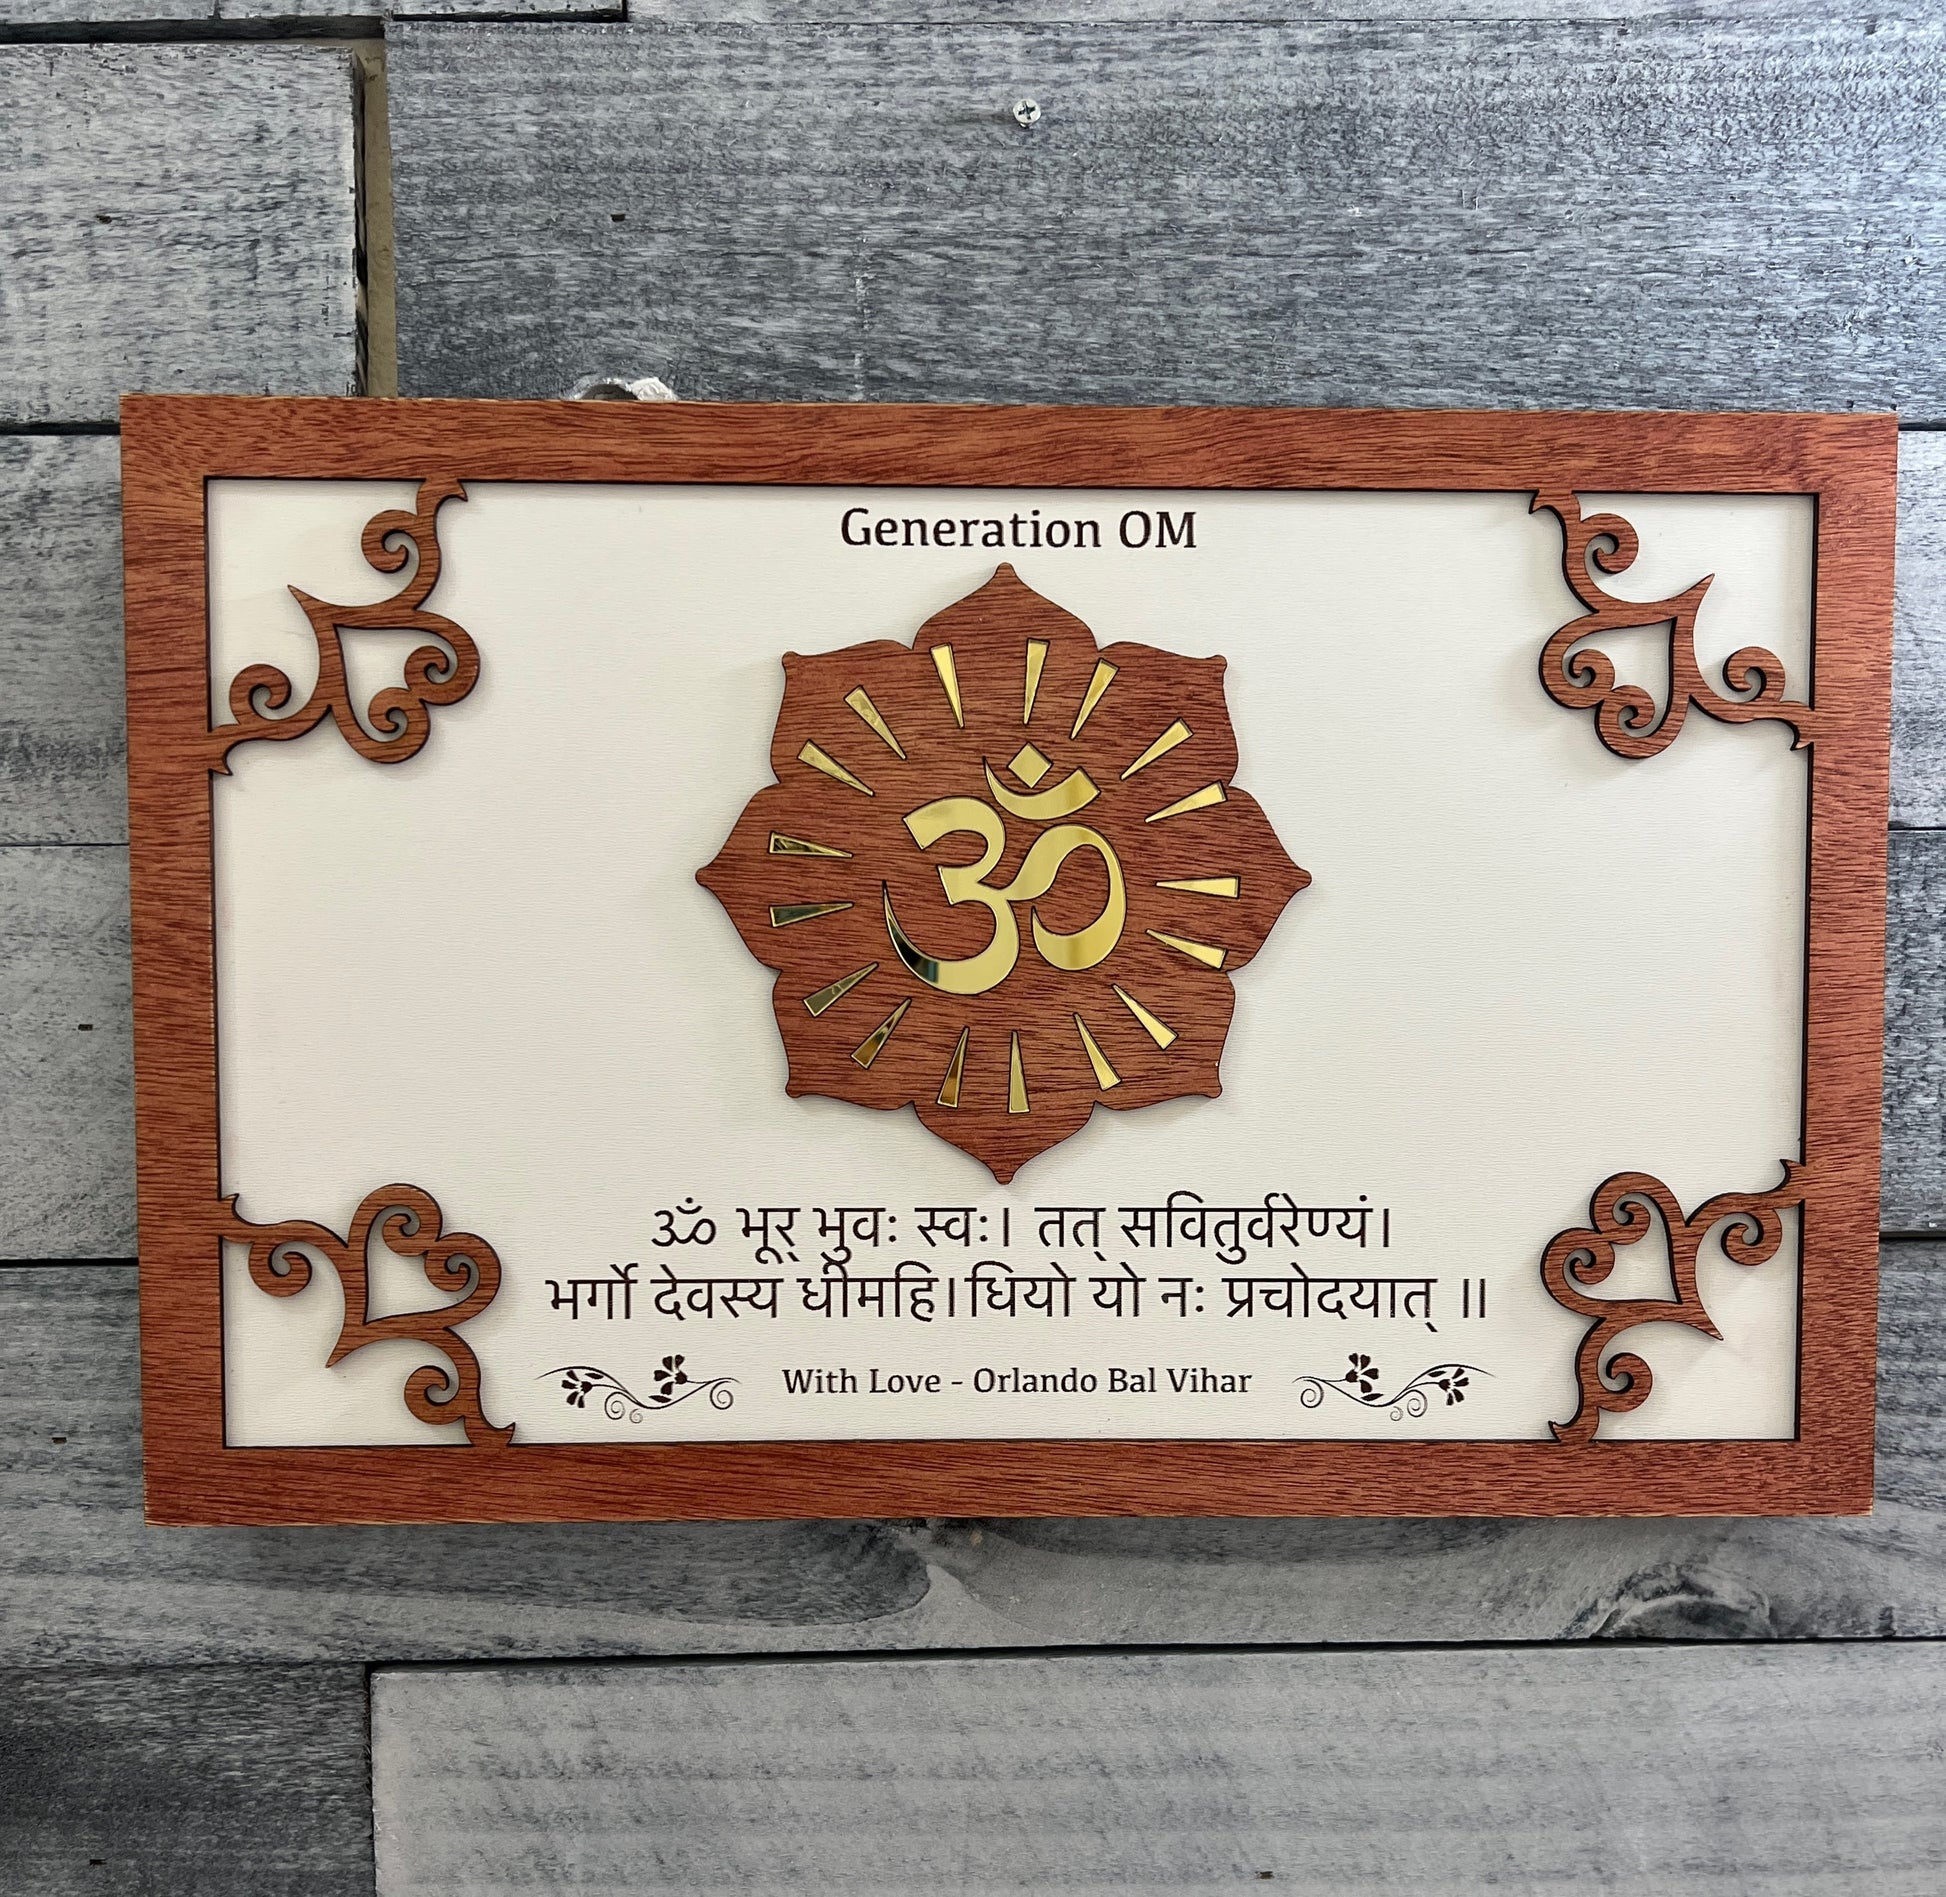 Generation OM
ॐ
ॐ भूर् भुवः स्वः। तत् सवितुर्वरेण्यं।
भर्गो देवस्य धीमहि। धियो यो नः प्रचोदयात् ॥
With Love - Orlando Bal Vihar